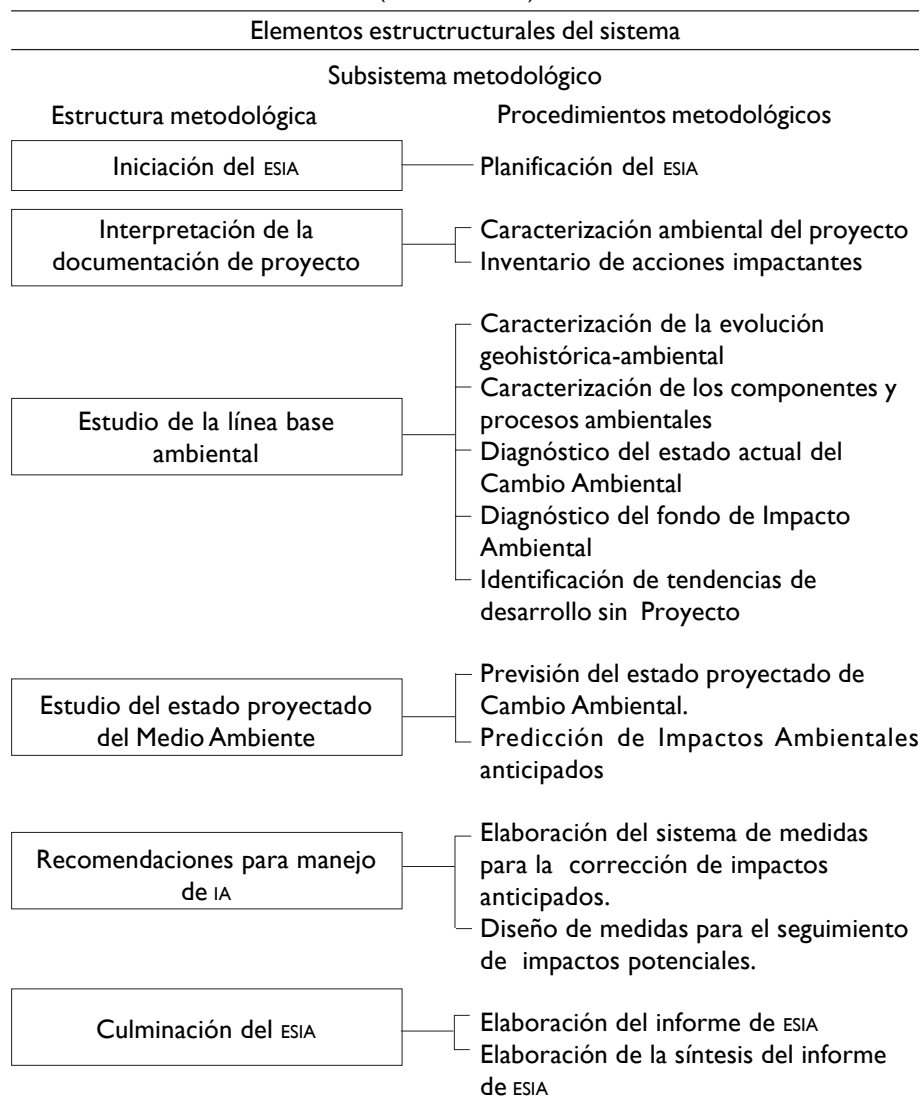 Elementos estructructurales del sistema
Subsistema metodológico
Estructura metodológica
Procedimientos metodológicos
Iniciación del ESIA
Planificación del ESIA
Interpretación de la
documentación de proyecto
Caracterización ambiental del proyecto
Inventario de acciones impactantes
Estudio de la línea base
ambiental
Caracterización de la evolución
geohistórica-ambiental
Caracterización de los componentes y
procesos ambientales
Diagnóstico del estado actual del
Cambio Ambiental
Diagnóstico del fondo de Impacto
Ambiental
Identificación de tendencias de
desarrollo sin Proyecto
Estudio del estado proyectado
del Medio Ambiente
Previsión del estado proyectado de
Cambio Ambiental.
Predicción de Impactos Ambientales
anticipados
Recomendaciones para manejo
de IA
Elaboración del sistema de medidas
para la corrección de impactos
anticipados.
Diseño de medidas para el seguimiento
de impactos potenciales.
Culminación del ESIA
Elaboración del informe de ESIA
Elaboración de la síntesis del informe
de ESIA